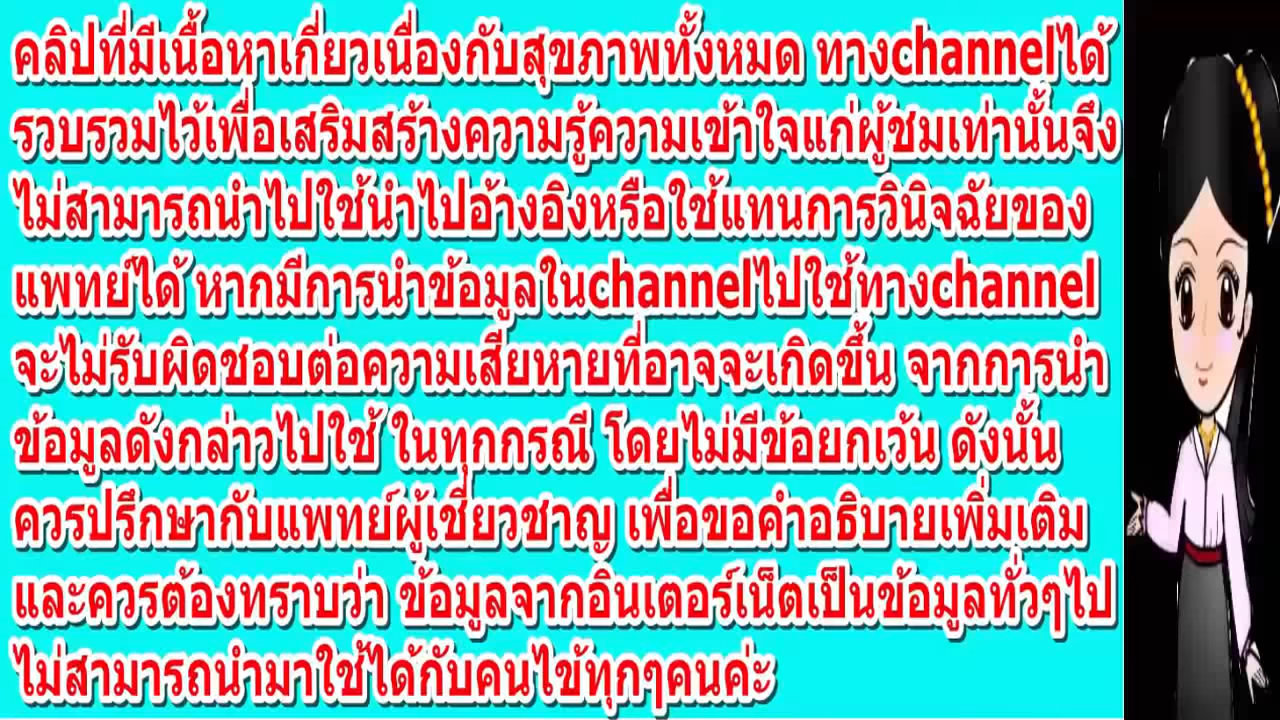 คลิปที่มีเนื้อหาเกี่ยวเนื่องกับสุขภาพทั้งหมด ทางchannelได้
รวบรวมไว้เพื่อเสริมสร้างความรู้ความเข้าใจแก่ผู้ชมเท่านั้นจึง
ไม่สามารถนำไปใช้นำไปอ้างอิงหรือใช้แทนการวินิจฉัยของ
แพทย์ได้ หากมีการนำข้อมูลในchannelไปใช้ทางchannel
จะไม่รับผิดชอบต่อความเสียหายที่อาจจะเกิดขึ้น จากการนำ
ข้อมูลดังกล่าวไปใช้ ในทุกกรณี โดยไม่มีข้อยกเว้น ดังนั้น
ควรปรึกษากับแพทย์ผู้เชี่ยวชาญ เพื่อขอคำอธิบายเพิ่มเติม
และควรต้องทราบว่า ข้อมูลจากอินเตอร์เน็ตเป็นข้อมูลทั่วๆไป
ไม่สามารถนำมาใช้ได้กับคนไข้ทุกๆคนค่ะ